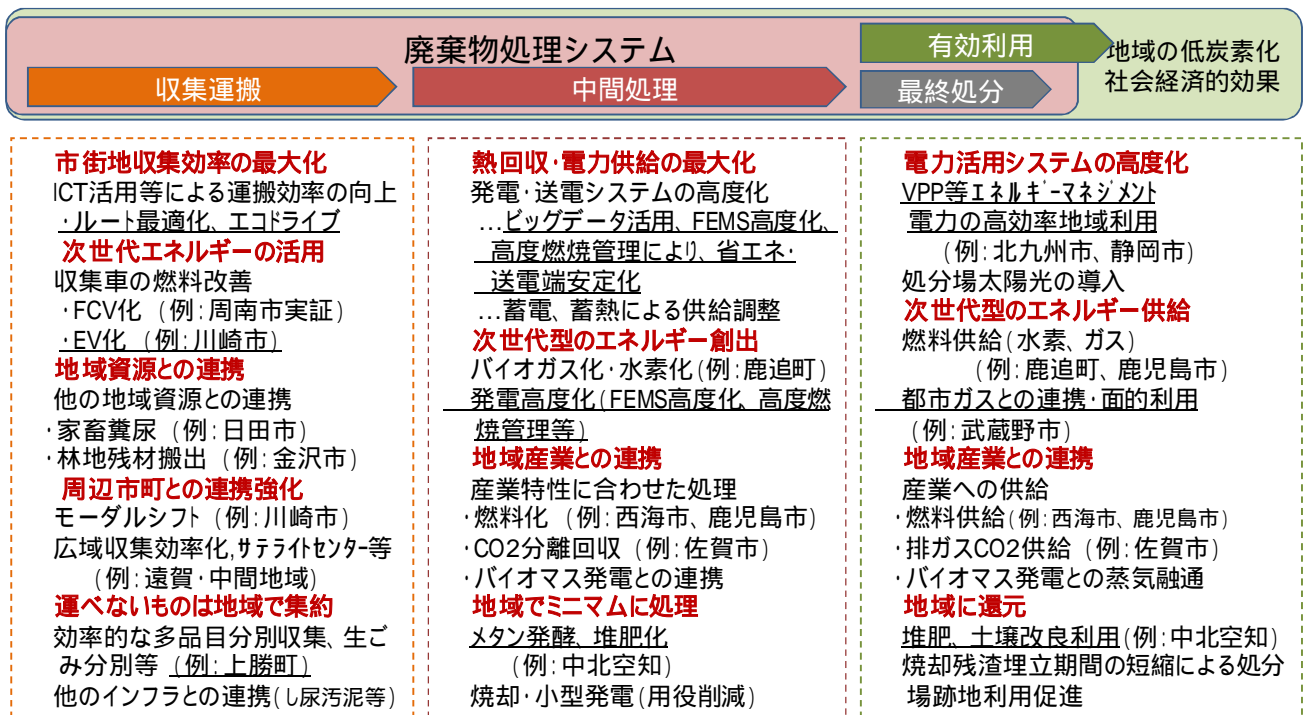 廃棄物処理システム
収集運搬
中間処理
有効利用
最終処分
地域の低炭素化
社会経済的効果
市街地収集効率の最大化
ICT活用等による運搬効率の向上
・ルート最適化、エコドライブ
次世代エネルギーの活用
収集車の燃料改善
・FCV化 (例:周南市実証)
・EV化 (例:川崎市)
地域資源との連携
他の地域資源との連携
・家畜糞尿 (例:日田市)
・林地残材搬出 (例:金沢市)
周辺市町との連携強化
モーダルシフト (例:川崎市)
広域収集効率化,ｻﾃﾗｲﾄｾﾝﾀｰ等
(例:遠賀・中間地域)
運べないものは地域で集約
効率的な多品目分別収集、生ご
み分別等 (例:上勝町)
他のインフラとの連携(し尿汚泥等)
熱回収・電力供給の最大化
発電・送電システムの高度化
…ビッグデータ活用、FEMS高度化、
高度燃焼管理により、省エネ・
送電端安定化
…蓄電、蓄熱による供給調整
次世代型のエネルギー創出
バイオガス化・水素化(例:鹿追町)
発電高度化(FEMS高度化、高度燃
焼管理等)
地域産業との連携
産業特性に合わせた処理
・燃料化 (例:西海市、鹿児島市)
・CO2分離回収 (例:佐賀市)
・バイオマス発電との連携
地域でミニマムに処理
メタン発酵、堆肥化
(例:中北空知)
焼却・小型発電(用役削減)
電力活用システムの高度化
VPP等ｴﾈﾙｷﾞｰﾏﾈｼﾞﾒﾝﾄ
電力の高効率地域利用
(例:北九州市、静岡市)
処分場太陽光の導入
次世代型のエネルギー供給
燃料供給(水素、ガス)
(例:鹿追町、鹿児島市)
都市ガスとの連携・面的利用
(例:武蔵野市)
地域産業との連携
産業への供給
・燃料供給(例:西海市、鹿児島市)
・排ガスCO2供給 (例:佐賀市)
・バイオマス発電との蒸気融通
地域に還元
堆肥、土壌改良利用(例:中北空知)
焼却残渣埋立期間の短縮による処分
場跡地利用促進